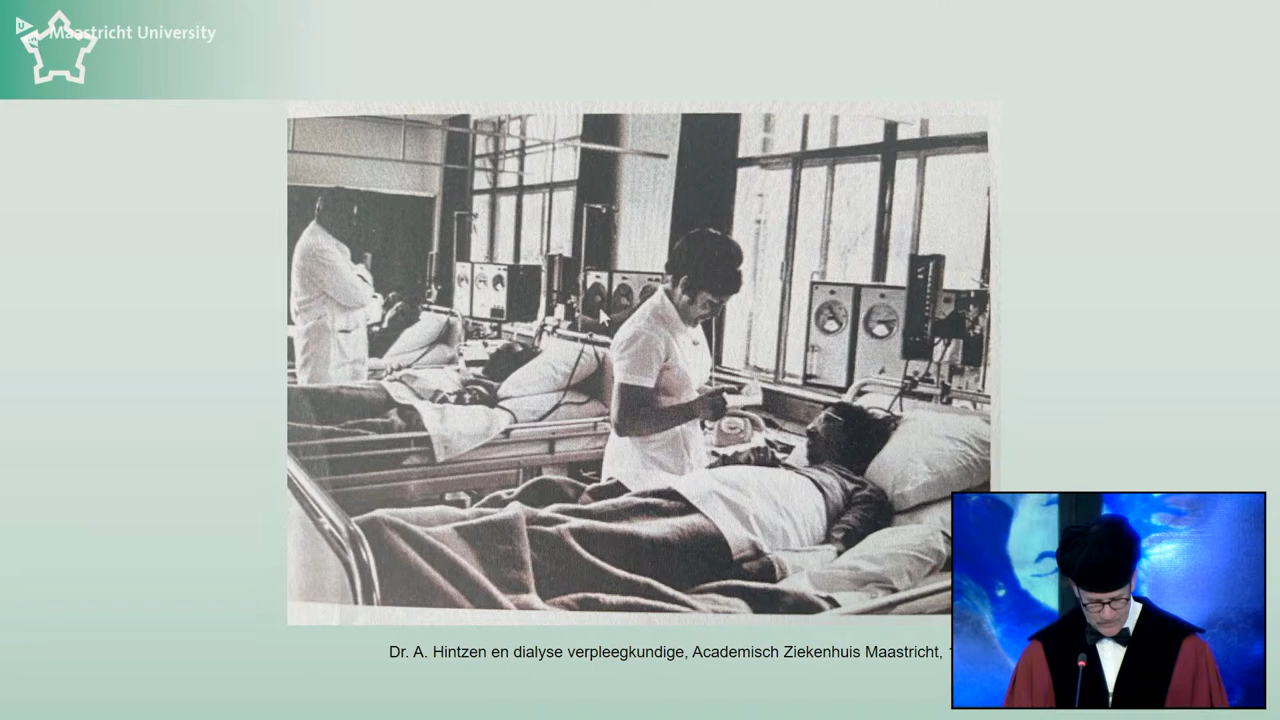 Maastricht University
Dr. A. Hintzen en dialyse verpleegkundige, Academisch Ziekenhuis Maastricht,